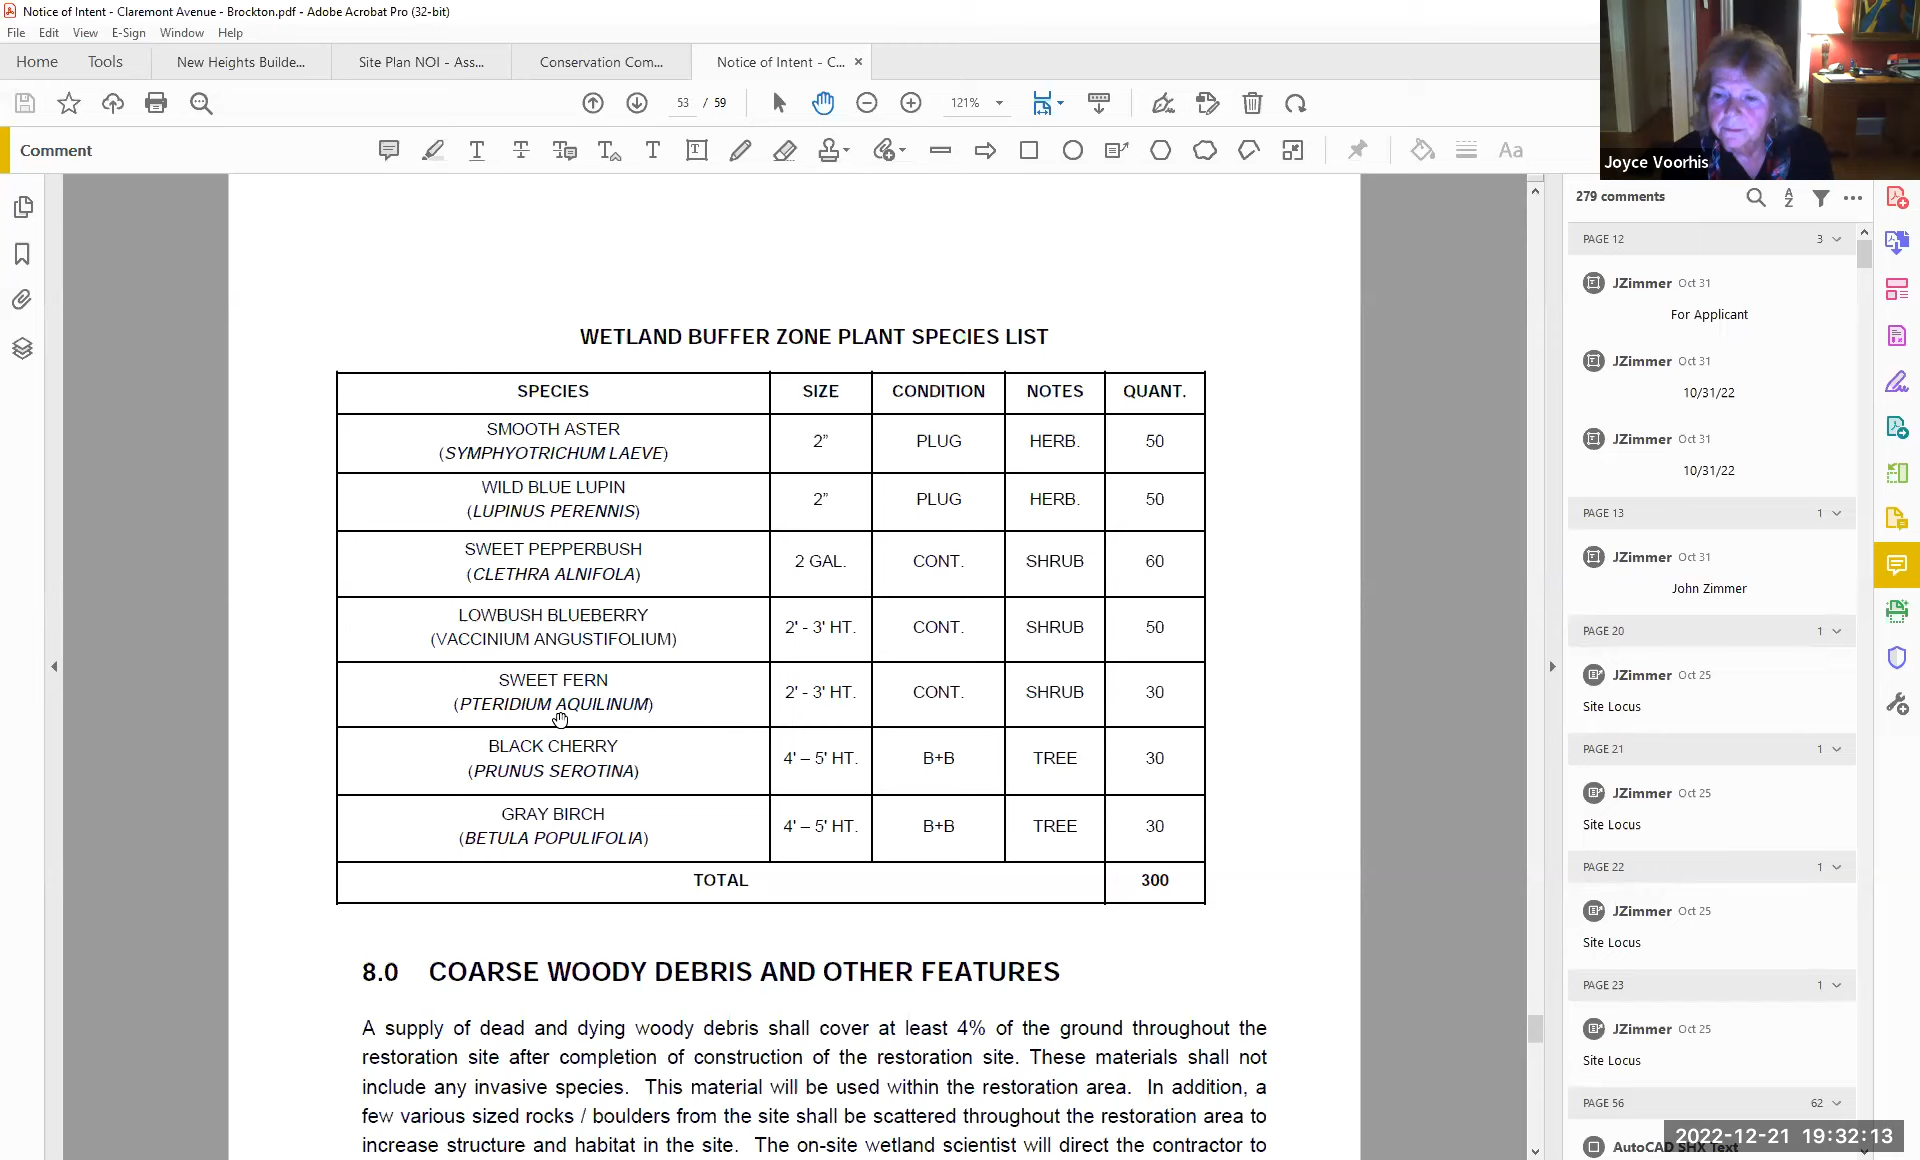 Notice of Intent - Claremont Avenue - Brockton.pdf - Adobe Acrobat Pro (32-bit)
File Edit View E-Sign Window Help
Home Tools New Heights Builde... Site Plan NOI - Ass... Conservation Com... Notice of Intent - C... ×
53 / 59 121%
Comment
Aa
Joyce Voorhis
WETLAND BUFFER ZONE PLANT SPECIES LIST
SPECIES SIZE CONDITION NOTES QUANT.
SMOOTH ASTER
(SYMPHYOTRICHUM LAEVE) 2” PLUG HERB. 50
WILD BLUE LUPIN
(LUPINUS PERENNIS) 2” PLUG HERB. 50
SWEET PEPPERBUSH
(CLETHRA ALNIFOLA) 2 GAL. CONT. SHRUB 60
LOWBUSH BLUEBERRY
(VACCINIUM ANGUSTIFOLIUM) 2' - 3' HT. CONT. SHRUB 50
SWEET FERN
(PTERIDIUM AQUILINUM) 2' - 3' HT. CONT. SHRUB 30
BLACK CHERRY
(PRUNUS SEROTINA) 4' – 5' HT. B+B TREE 30
GRAY BIRCH
(BETULA POPULIFOLIA) 4' – 5' HT. B+B TREE 30
TOTAL 300
8.0 COARSE WOODY DEBRIS AND OTHER FEATURES
A supply of dead and dying woody debris shall cover at least 4% of the ground throughout the
restoration site after completion of construction of the restoration site. These materials shall not
include any invasive species. This material will be used within the restoration area. In addition, a
few various sized rocks / boulders from the site shall be scattered throughout the restoration area to
increase structure and habitat in the site. The on-site wetland scientist will direct the contractor to
279 comments
PAGE 12 3
JZimmer Oct 31
For Applicant
JZimmer Oct 31
10/31/22
JZimmer Oct 31
10/31/22
PAGE 13 1
JZimmer Oct 31
John Zimmer
PAGE 20 1
JZimmer Oct 25
Site Locus
PAGE 21 1
JZimmer Oct 25
Site Locus
PAGE 22 1
JZimmer Oct 25
Site Locus
PAGE 23 1
JZimmer Oct 25
Site Locus
PAGE 56 62
AutoCAD SHX Text
2022-12-21 19:32:13